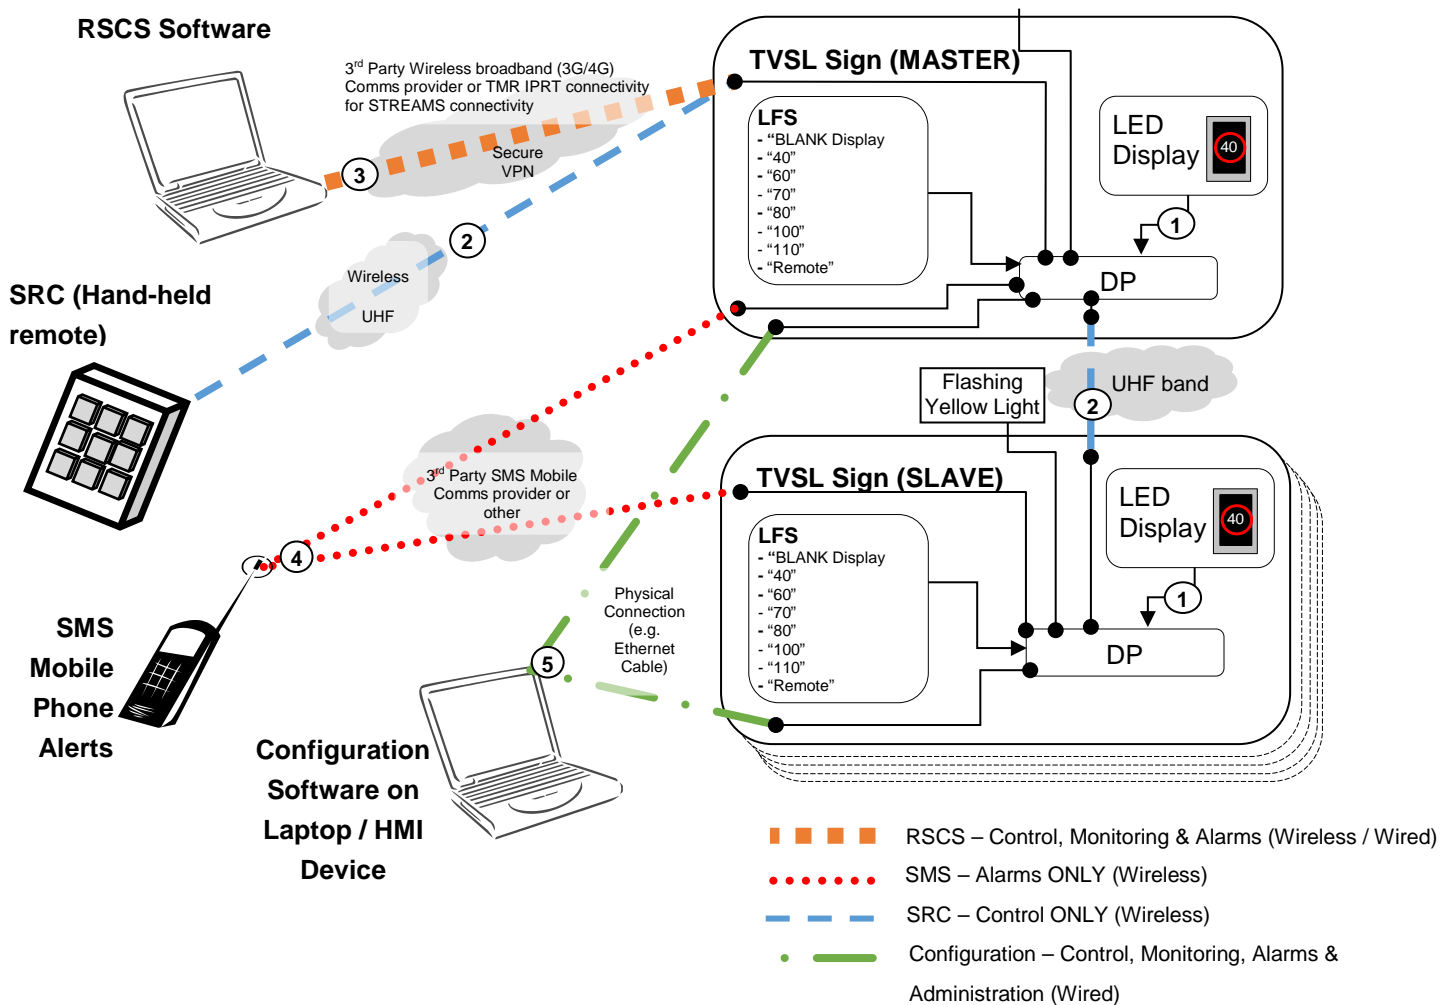 RSCS Software
3rd Party Wireless broadband (3G/4G)
Comms provider or TMR IPRT connectivity
for STREAMS connectivity
Secure
VPN
3
2
Wireless
UHF
SRC (Hand-held
remote)
TVSL Sign (MASTER)
LFS
- “BLANK Display
- “40”
- “60”
- “70”
- “80”
- “100”
- “110”
- “Remote”
LED
Display
40
1
DP
Flashing
Yellow Light
UHF band
2
3rd Party SMS Mobile
Comms provider or
other
4
SMS
Mobile
Phone
Alerts
TVSL Sign (SLAVE)
LFS
- “BLANK Display
- “40”
- “60”
- “70”
- “80”
- “100”
- “110”
- “Remote”
LED
Display
40
1
DP
Physical
Connection
(e.g.
Ethernet
Cable)
5
Configuration
Software on
Laptop / HMI
Device
RSCS – Control, Monitoring & Alarms (Wireless / Wired)
SMS – Alarms ONLY (Wireless)
SRC – Control ONLY (Wireless)
Configuration – Control, Monitoring, Alarms &
Administration (Wired)